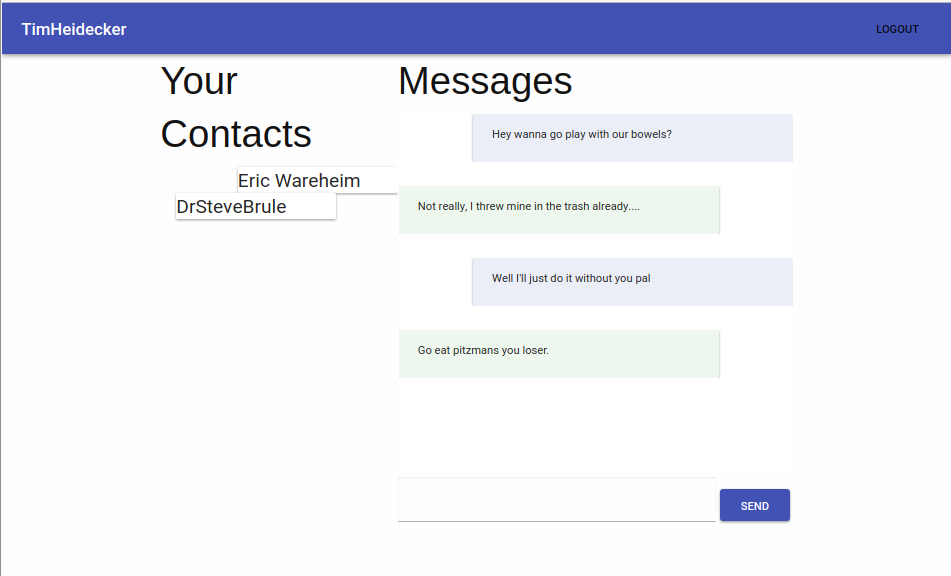 TimHeidecker
LOGOUT
Your
Contacts
Eric Wareheim
DrSteveBrule
Messages
Hey wanna go play with our bowels?
Not really, I threw mine in the trash already....
Well I'll just do it without you pal
Go eat pitzmans you loser.
SEND